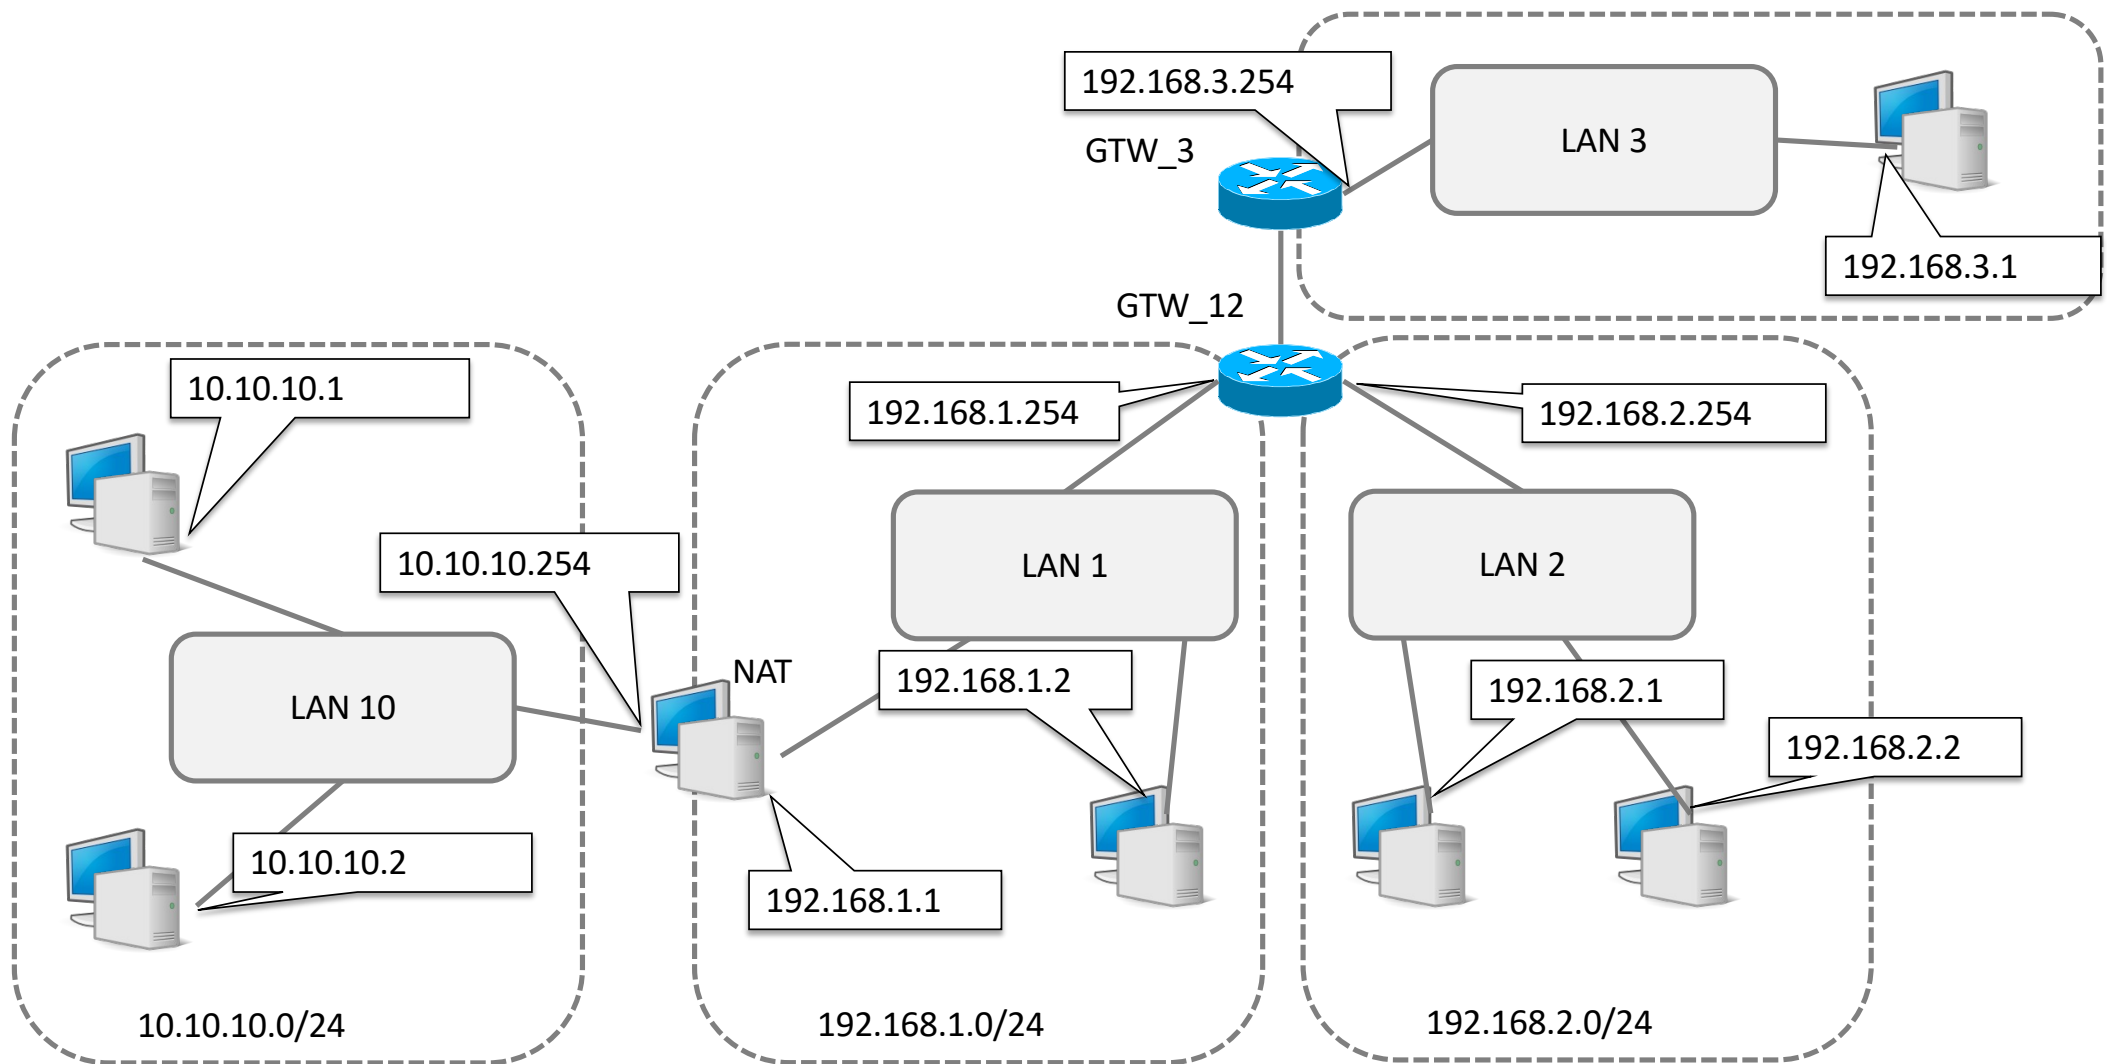 192.168.3.254
LAN 3
GTW_3
192.168.3.1
GTW_12
10.10.10.1
192.168.1.254
192.168.2.254
10.10.10.254
LAN 1
LAN 2
NAT
192.168.1.2
192.168.2.1
LAN 10
192.168.2.2
10.10.10.2
192.168.1.1
10.10.10.0/24
192.168.1.0/24
192.168.2.0/24